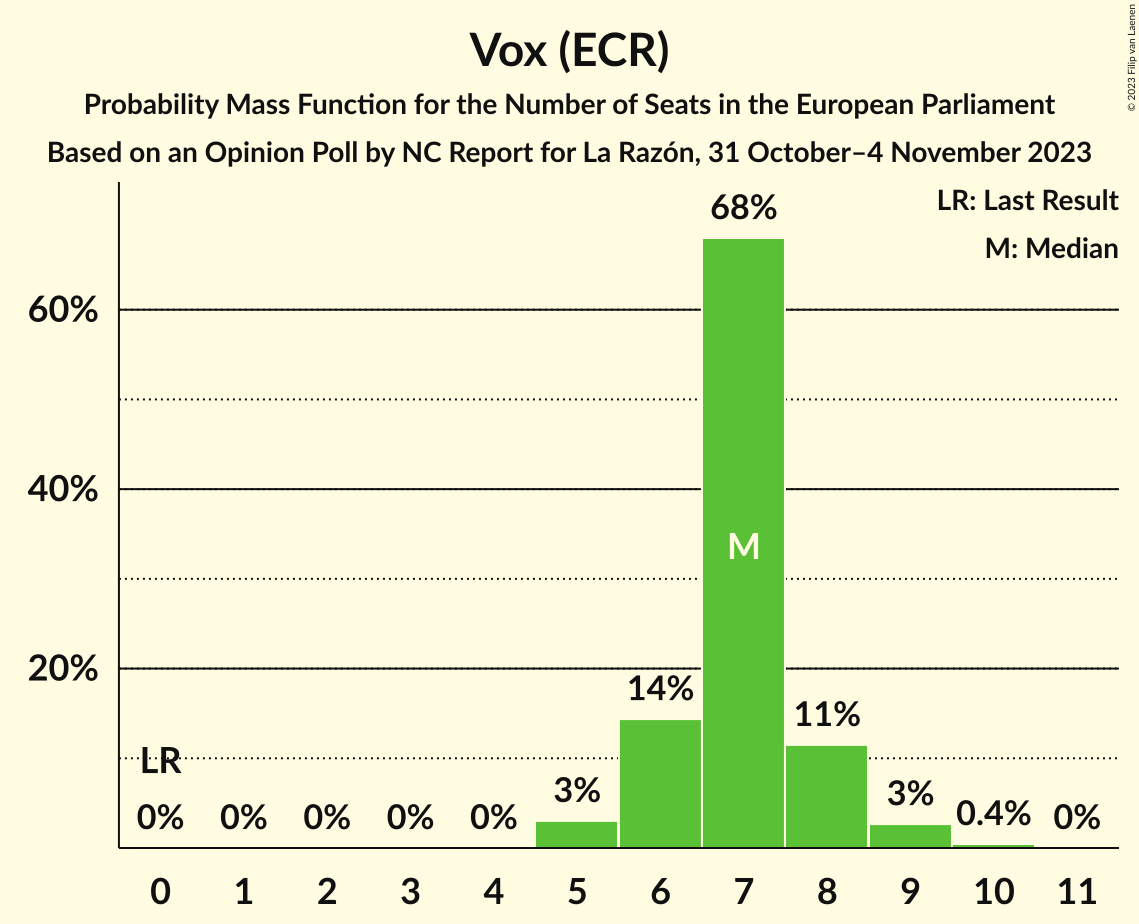 Vox (ECR)
Probability Mass Function for the Number of Seats in the European Parliament
Based on an Opinion Poll by NC Report for La Razón, 31 October–4 November 2023
© 2023 Filip van Laenen
LR: Last Result
M: Median
68%
60%
40%
M
20%
14%
11%
LR
3%
3%
0%
0%
0%
0%
0%
0.4%
0%
0 1 2 3 4 5 6 7 8 9 10 11